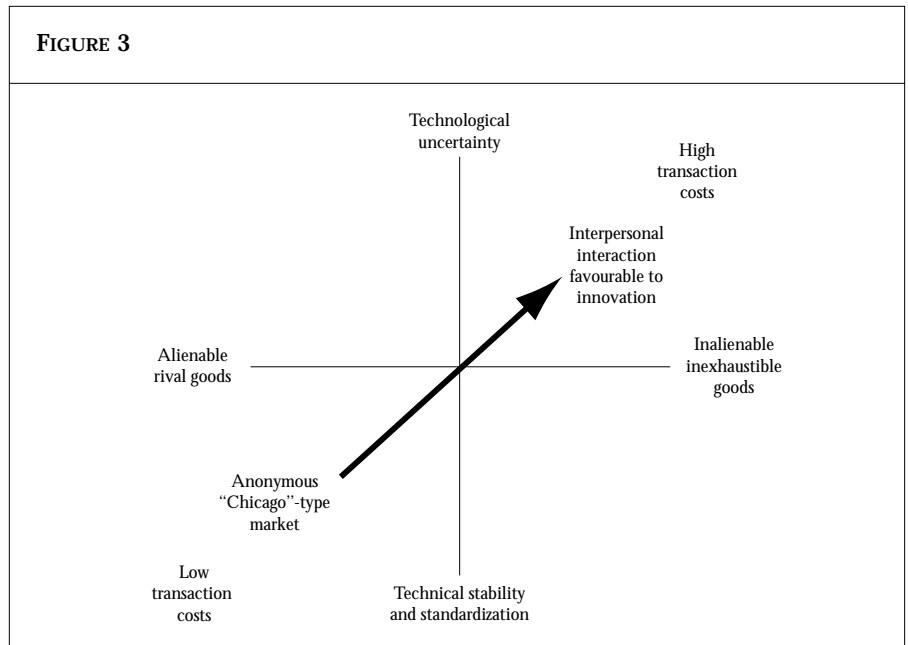 FIGURE 3
Technological
uncertainty
High
transaction
costs
Interpersonal
interaction
favourable to
innovation
Alienable
rival goods
Inalienable
inexhaustible
goods
Anonymous
“Chicago”-type
market
Low
transaction
costs
Technical stability
and standardization